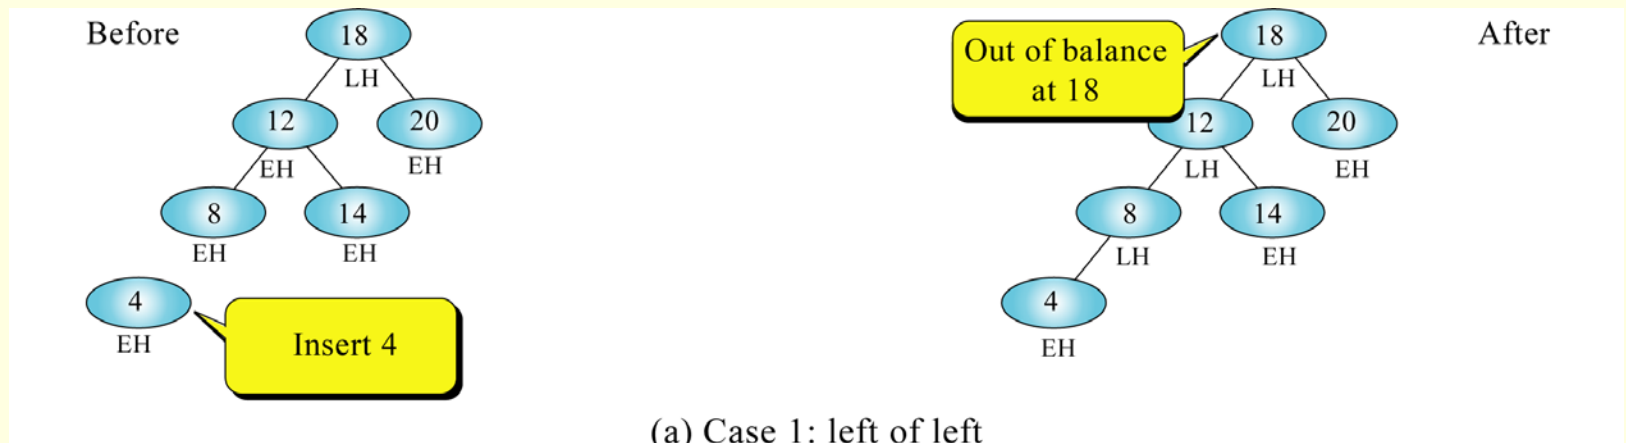 Before
18
LH
12
20
EH
EH
8
14
EH
EH
4
EH
Insert 4
After
Out of balance
at 18
18
LH
12
20
LH
EH
8
14
LH
EH
4
EH
(a) Case 1: left of left